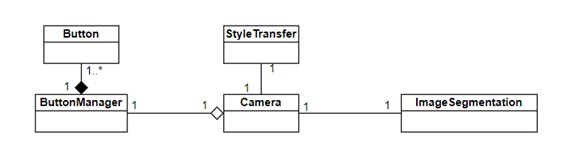 Button
StyleTransfer
1..*
1
1
1
ButtonManager
1
1
Camera
1
1
ImageSegmentation